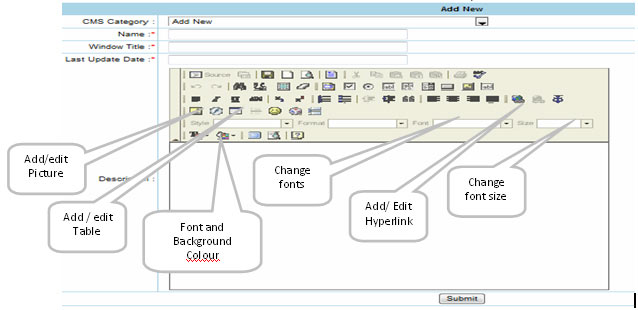 Add New
CMS Category : Add New
Name :*
Window Title :*
Last Update Date :*
Source
Style Format Font Size
Add/edit
Picture
Description :
Add / edit
Table
Font and
Background
Colour
Change
fonts
Add/ Edit
Hyperlink
Change
font size
Submit